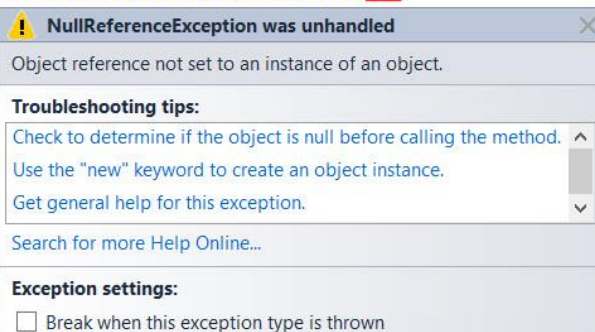 NullReferenceException was unhandled
Object reference not set to an instance of an object.
Troubleshooting tips:
Check to determine if the object is null before calling the method.
Use the "new" keyword to create an object instance.
Get general help for this exception.
Search for more Help Online...
Exception settings:
Break when this exception type is thrown